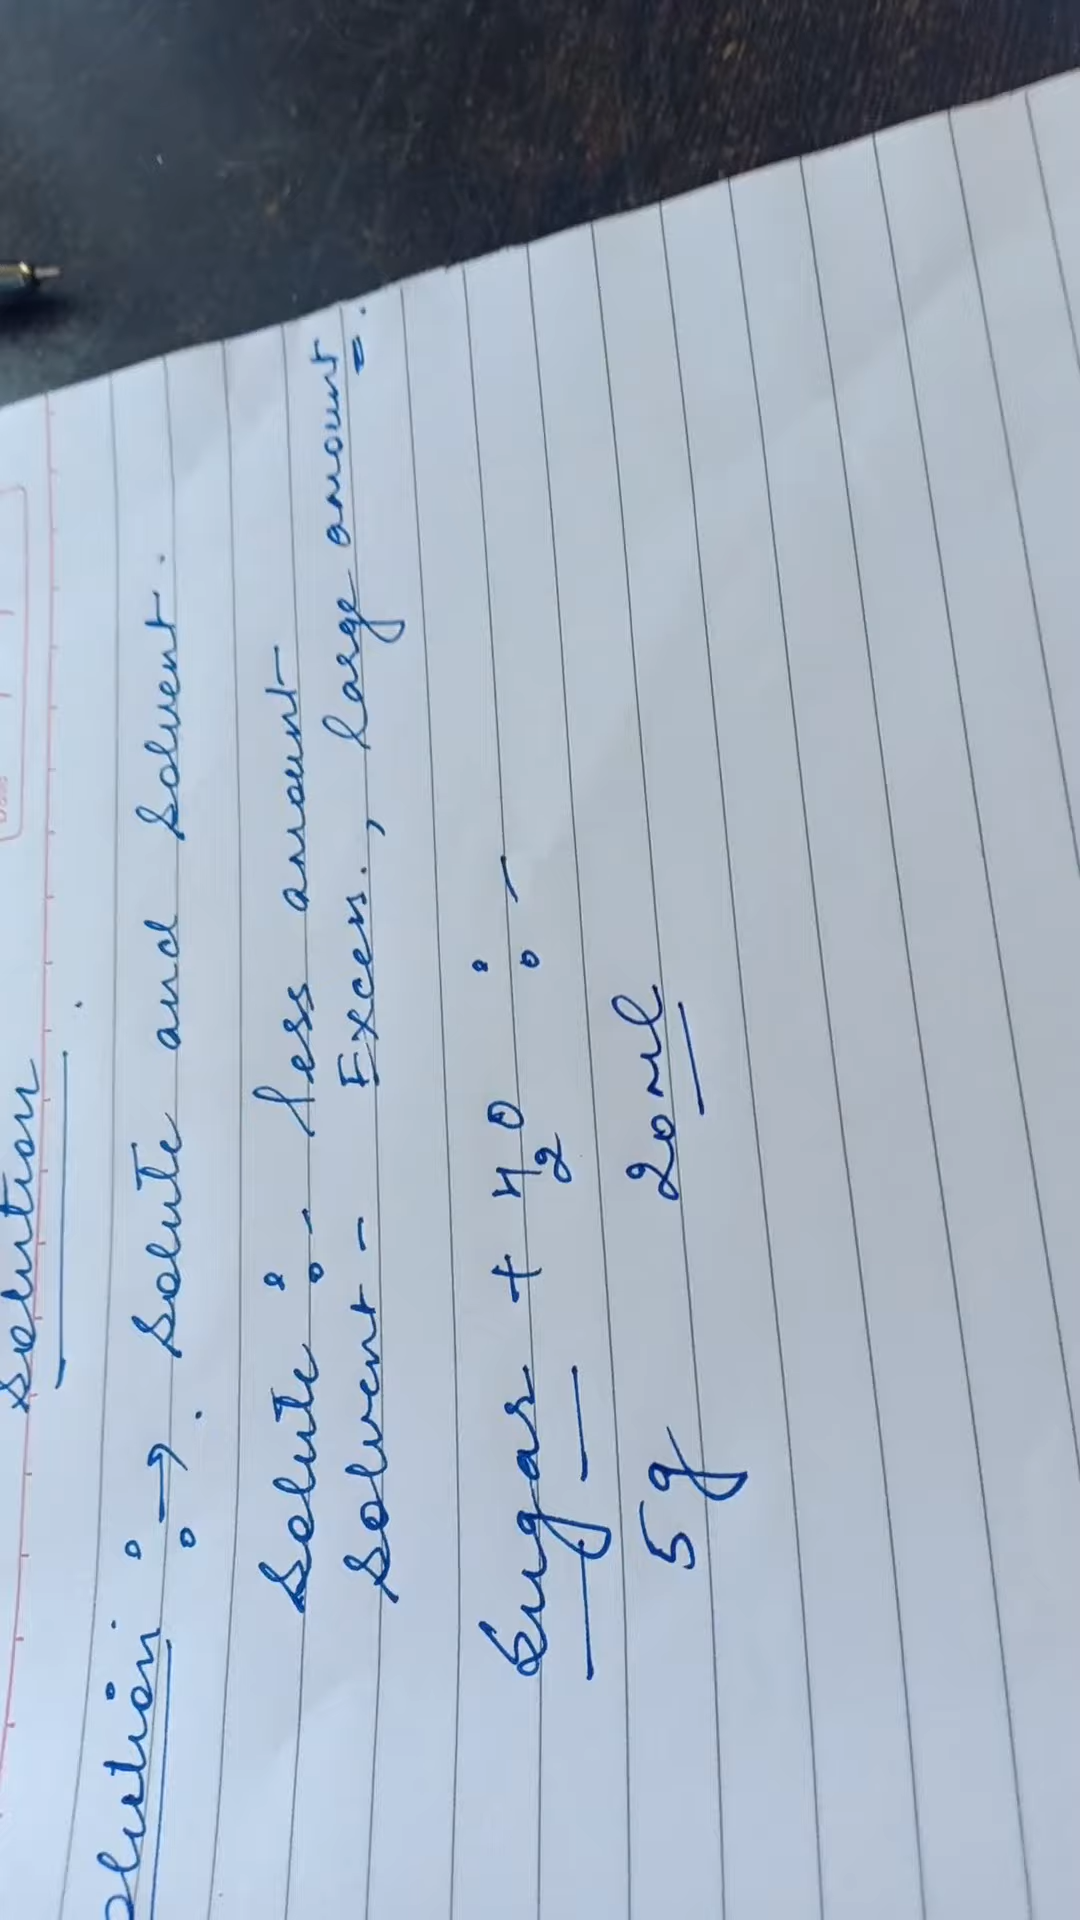 Solution
olution :→ Solute and Solvent.
Solute :- less amount
Solvent - Excess., large amount.
Sugar + H2O :-
5g 20ml